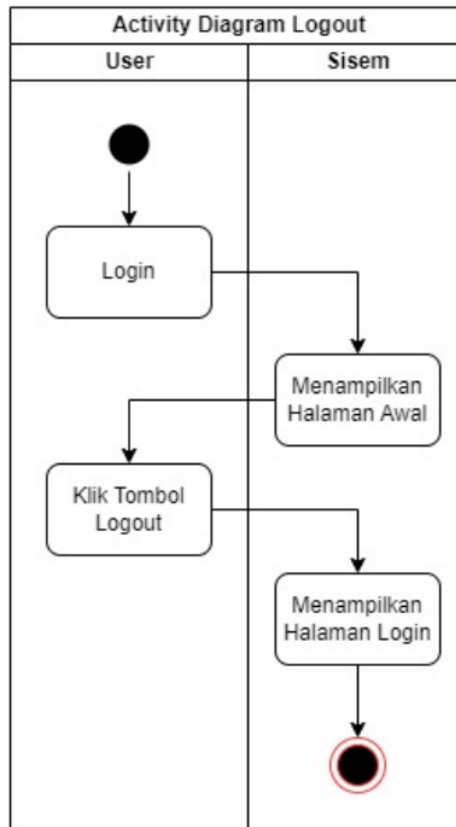 Activity Diagram Logout
User
Sisem
Login
Menampilkan
Halaman Awal
Klik Tombol
Logout
Menampilkan
Halaman Login